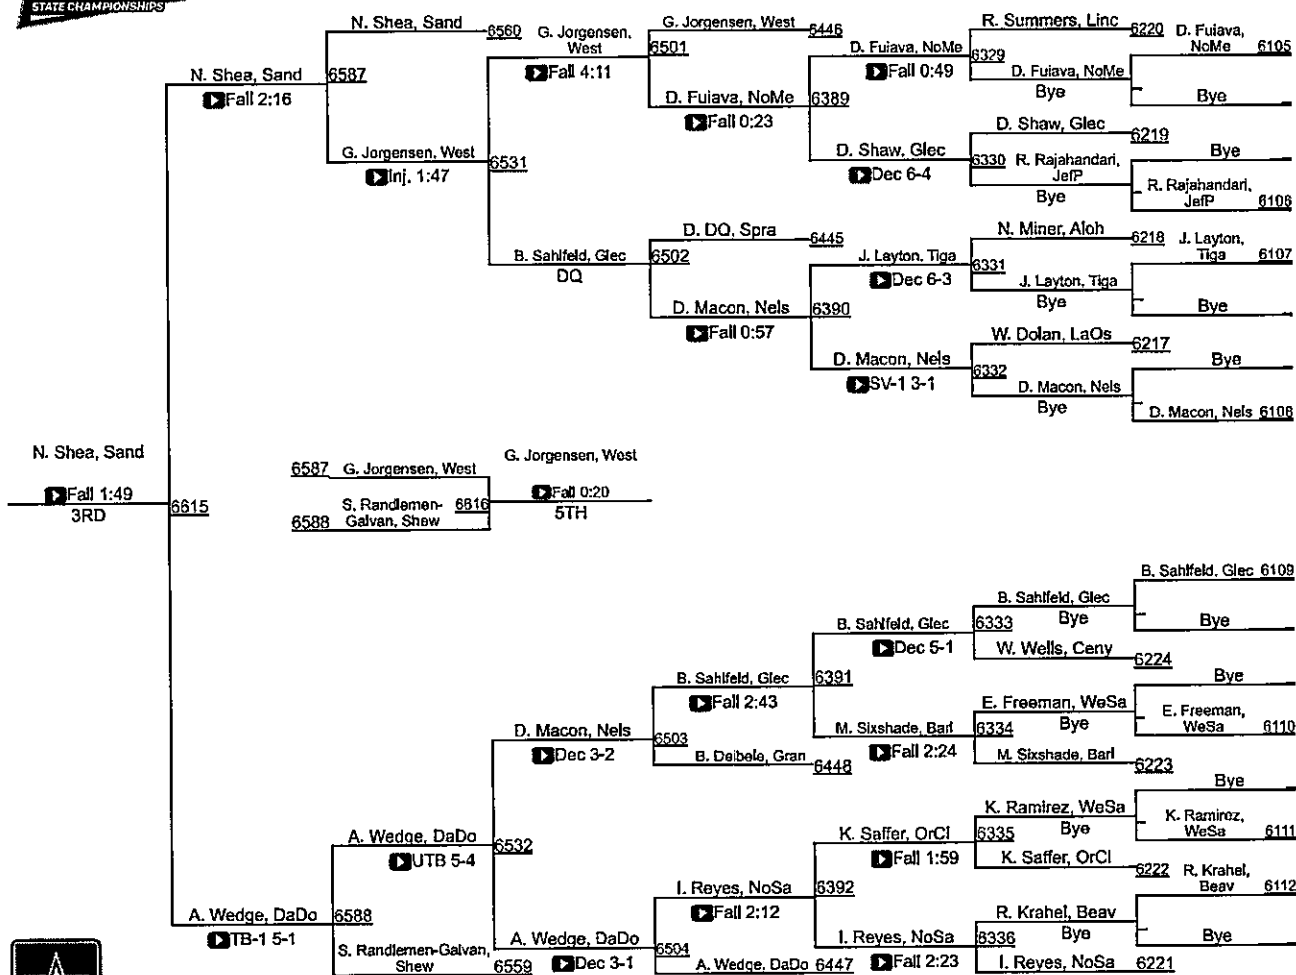 STATE CHAMPIONSHIPS
N. Shea, Sand
6560
G. Jorgensen,
West
Fall 4:11
G. Jorgensen, West
6446
6501
D. Fuiava, NoMe
Fall 0:49
R. Summers, Linc
6220
D. Fuiava,
NoMe
6105
6329
D. Fuiava, NoMe
Bye
Bye
N. Shea, Sand
6587
Fall 2:16
D. Fuiava, NoMe
6389
Fall 0:23
D. Shaw, Glec
6219
Bye
D. Shaw, Glec
6330
Dec 6-4
R. Rajahandari,
JefP
Bye
R. Rajahandari,
JefP
6106
G. Jorgensen, West
6531
Inj. 1:47
D. DQ, Spra
6445
N. Miner, Aloh
6218
J. Layton,
Tiga
6107
B. Sahlfeld, Glec
6502
DQ
J. Layton, Tiga
6331
Dec 6-3
J. Layton, Tiga
Bye
Bye
D. Macon, Nels
6390
Fall 0:57
W. Dolan, LaOs
6217
Bye
D. Macon, Nels
6332
SV-1 3-1
D. Macon, Nels
Bye
D. Macon, Nels 6108
N. Shea, Sand
Fall 1:49
3RD
6615
6587 G. Jorgensen, West
S. Randlemen-
Galvan, Shew
6616
6588
G. Jorgensen, West
Fall 0:20
5TH
B. Sahlfeld, Glec 6109
B. Sahlfeld, Glec
Bye
Bye
B. Sahlfeld, Glec
6333
Dec 5-1
W. Wells, Ceny
6224
B. Sahlfeld, Glec
6391
Fall 2:43
Bye
E. Freeman, WeSa
Bye
E. Freeman,
WeSa
6110
M. Sixshade, Barl
6334
Fall 2:24
M. Sixshade, Barl
6223
D. Macon, Nels
6503
Dec 3-2
B. Deibele, Gran
6448
Bye
K. Ramirez, WeSa
Bye
K. Ramirez,
WeSa
6111
A. Wedge, DaDo
6532
UTB 5-4
K. Saffer, OrCl
6335
Fall 1:59
K. Saffer, OrCl
6222
R. Krahel,
Beav
6112
I. Reyes, NoSa
6392
Fall 2:12
R. Krahel, Beav
Bye
Bye
A. Wedge, DaDo
6588
TB-1 5-1
S. Randlemen-Galvan,
Shew
6559
A. Wedge, DaDo
6504
Dec 3-1
A. Wedge, DaDo 6447
I. Reyes, NoSa
6336
Fall 2:23
I. Reyes, NoSa
6221